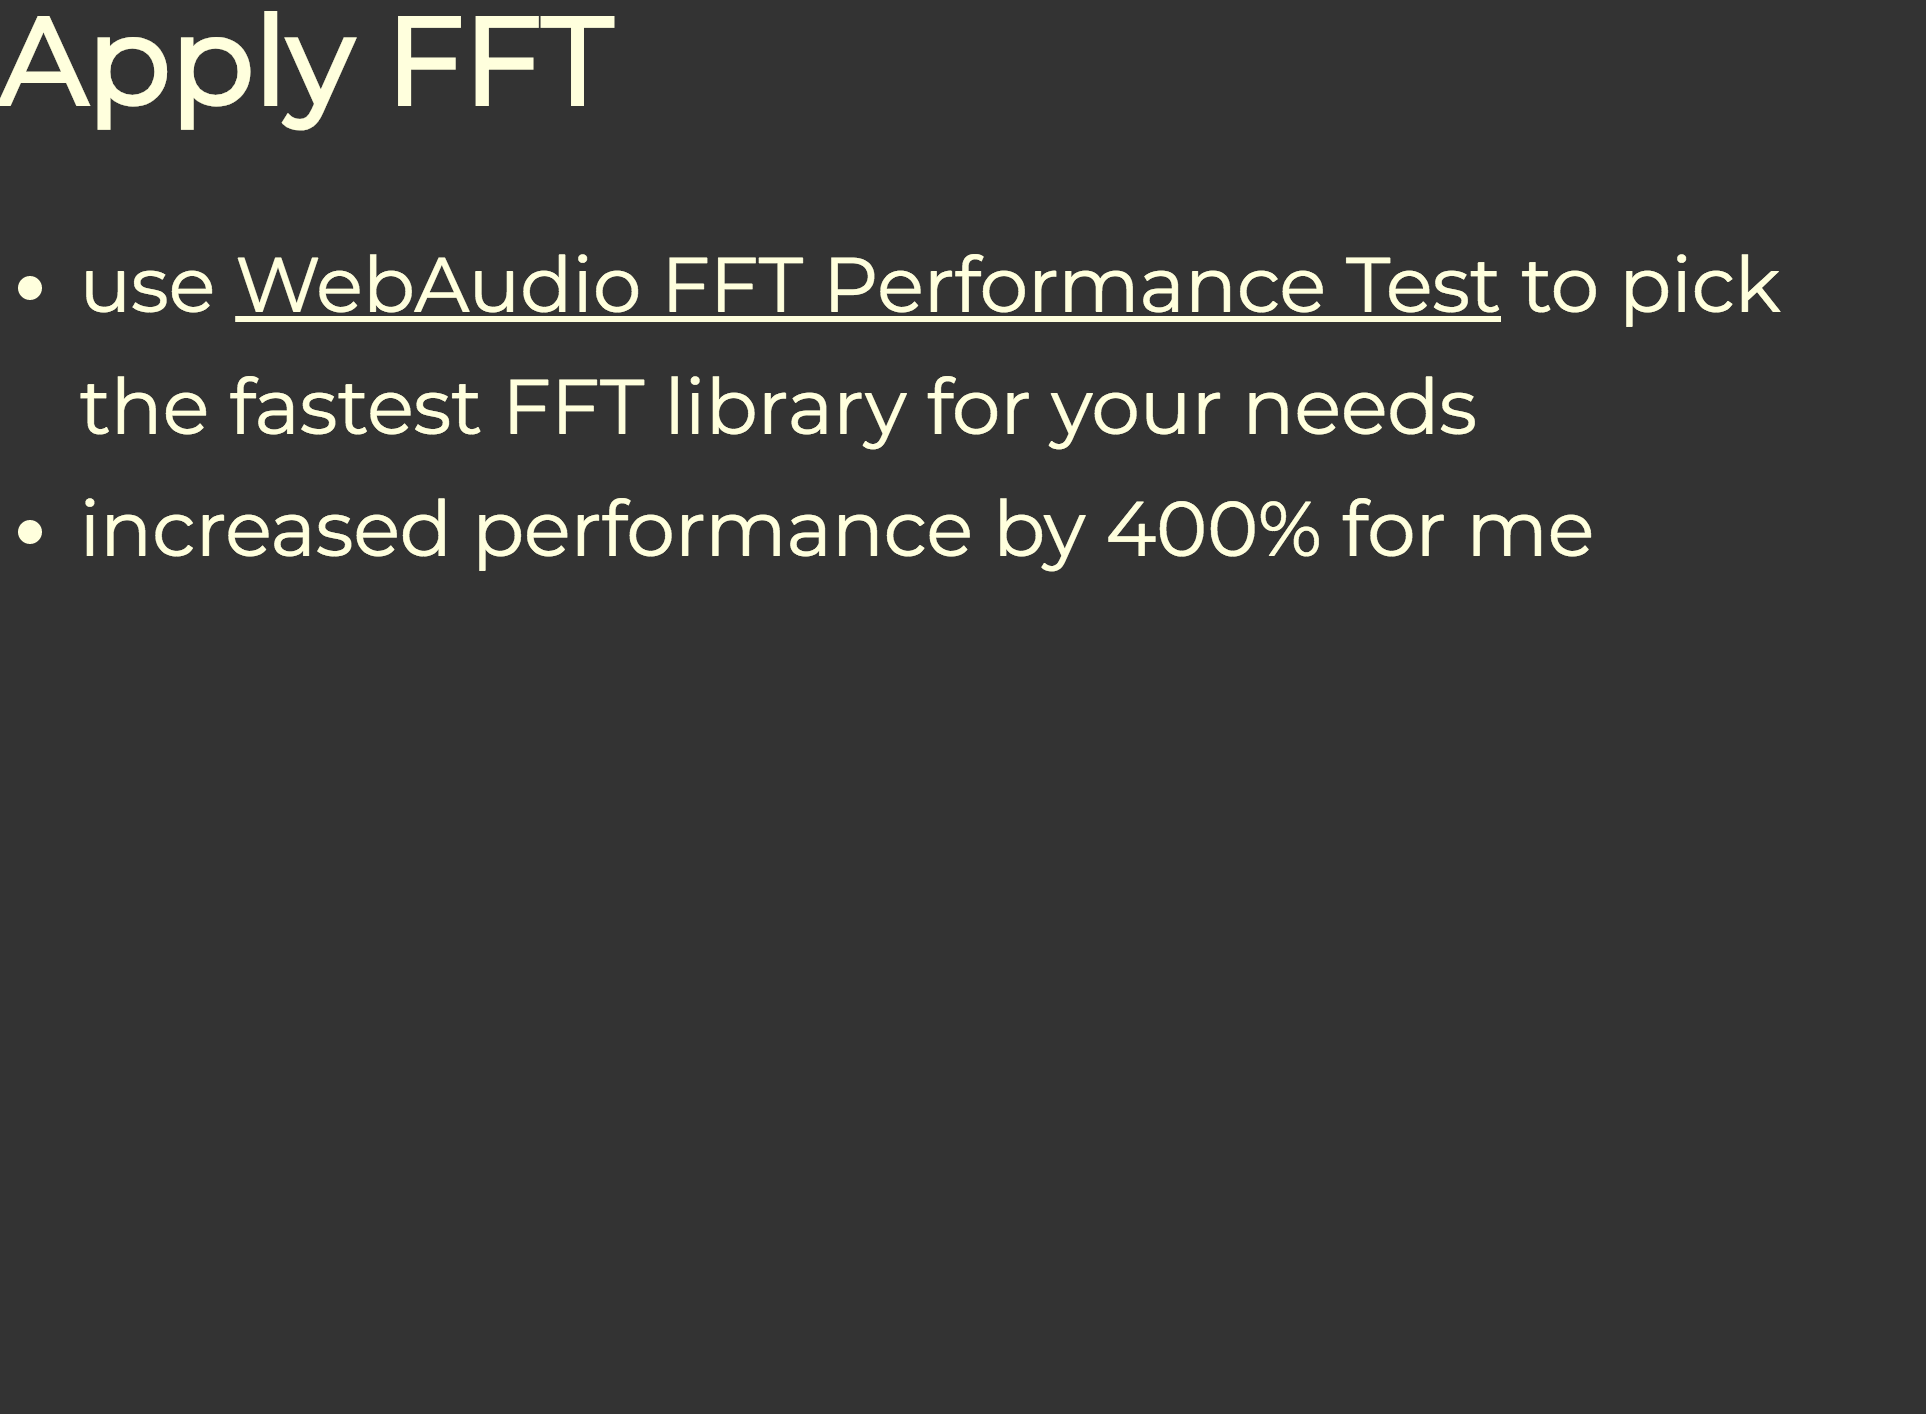 Apply FFT
• use WebAudio FFT Performance Test to pick
the fastest FFT library for your needs
• increased performance by 400% for me